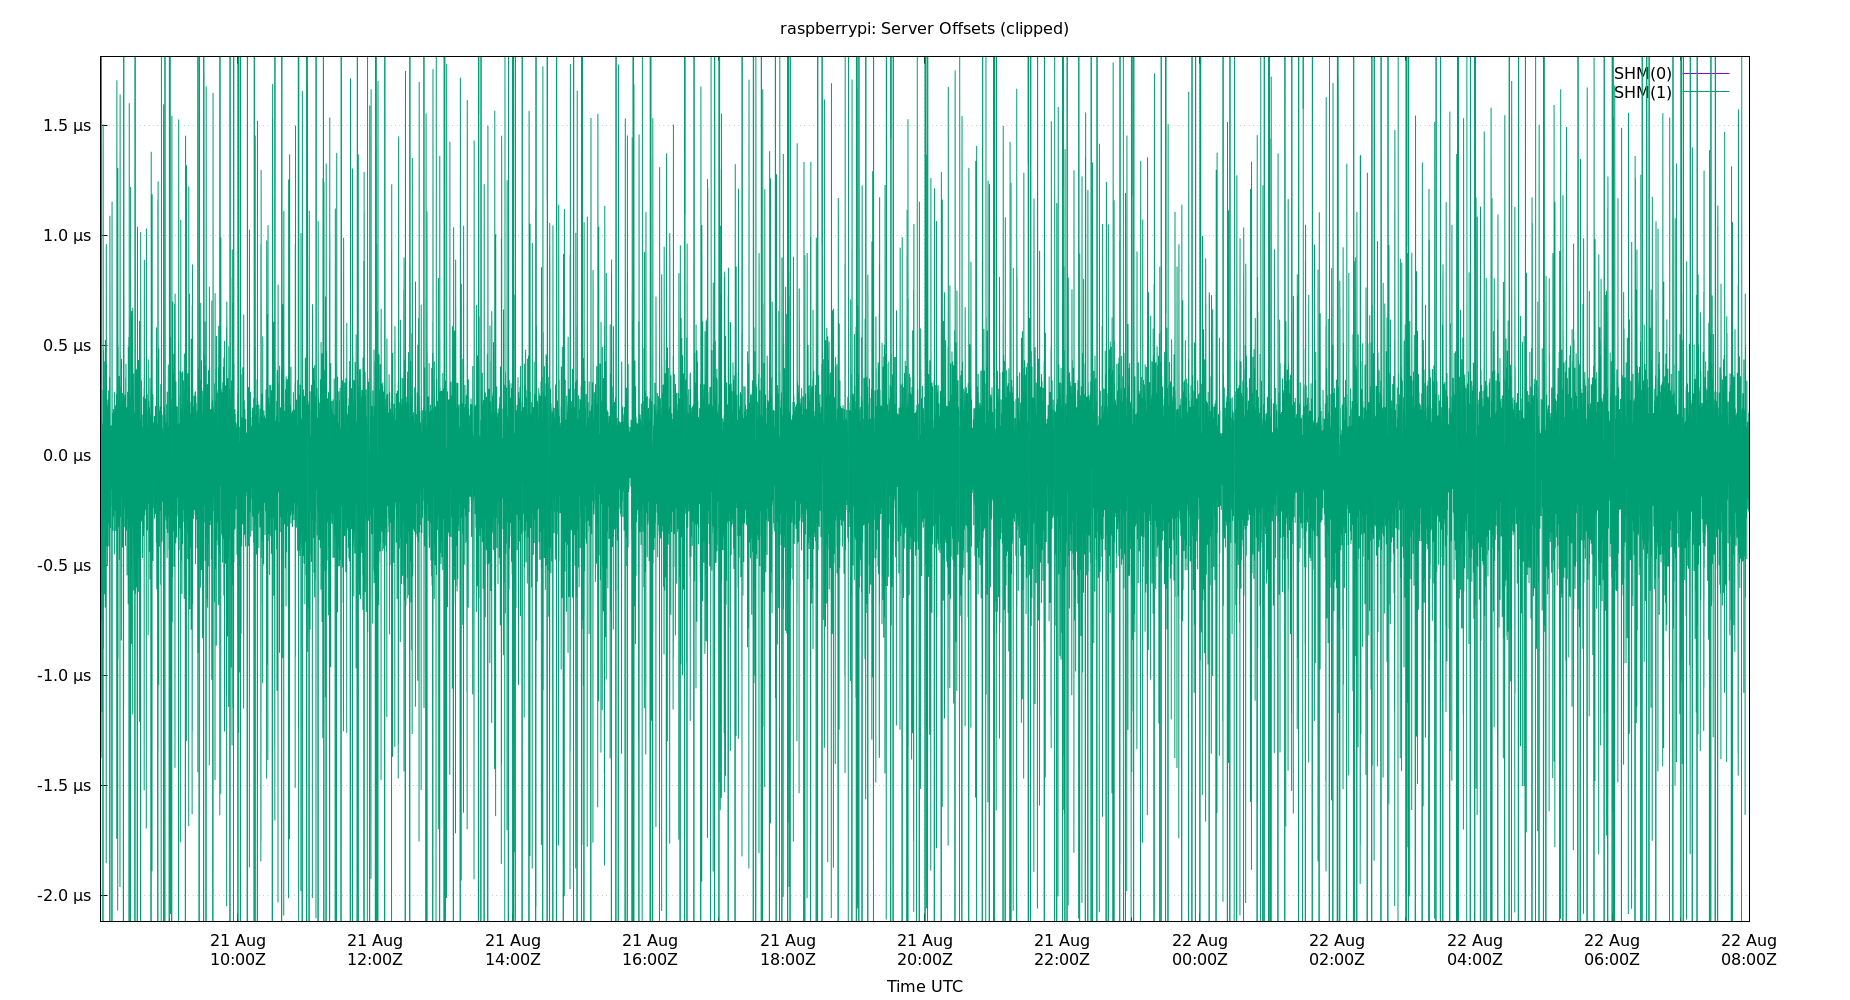 raspberrypi: Server Offsets (clipped)
SHM(0)
SHM(1)
1.5 µs
1.0 µs
0.5 µs
0.0 µs
-0.5 µs
-1.0 µs
-1.5 µs
-2.0 µs
21 Aug 21 Aug 21 Aug 21 Aug 21 Aug 21 Aug 21 Aug 22 Aug 22 Aug 22 Aug 22 Aug 22 Aug
10:00Z 12:00Z 14:00Z 16:00Z 18:00Z 20:00Z 22:00Z 00:00Z 02:00Z 04:00Z 06:00Z 08:00Z
Time UTC